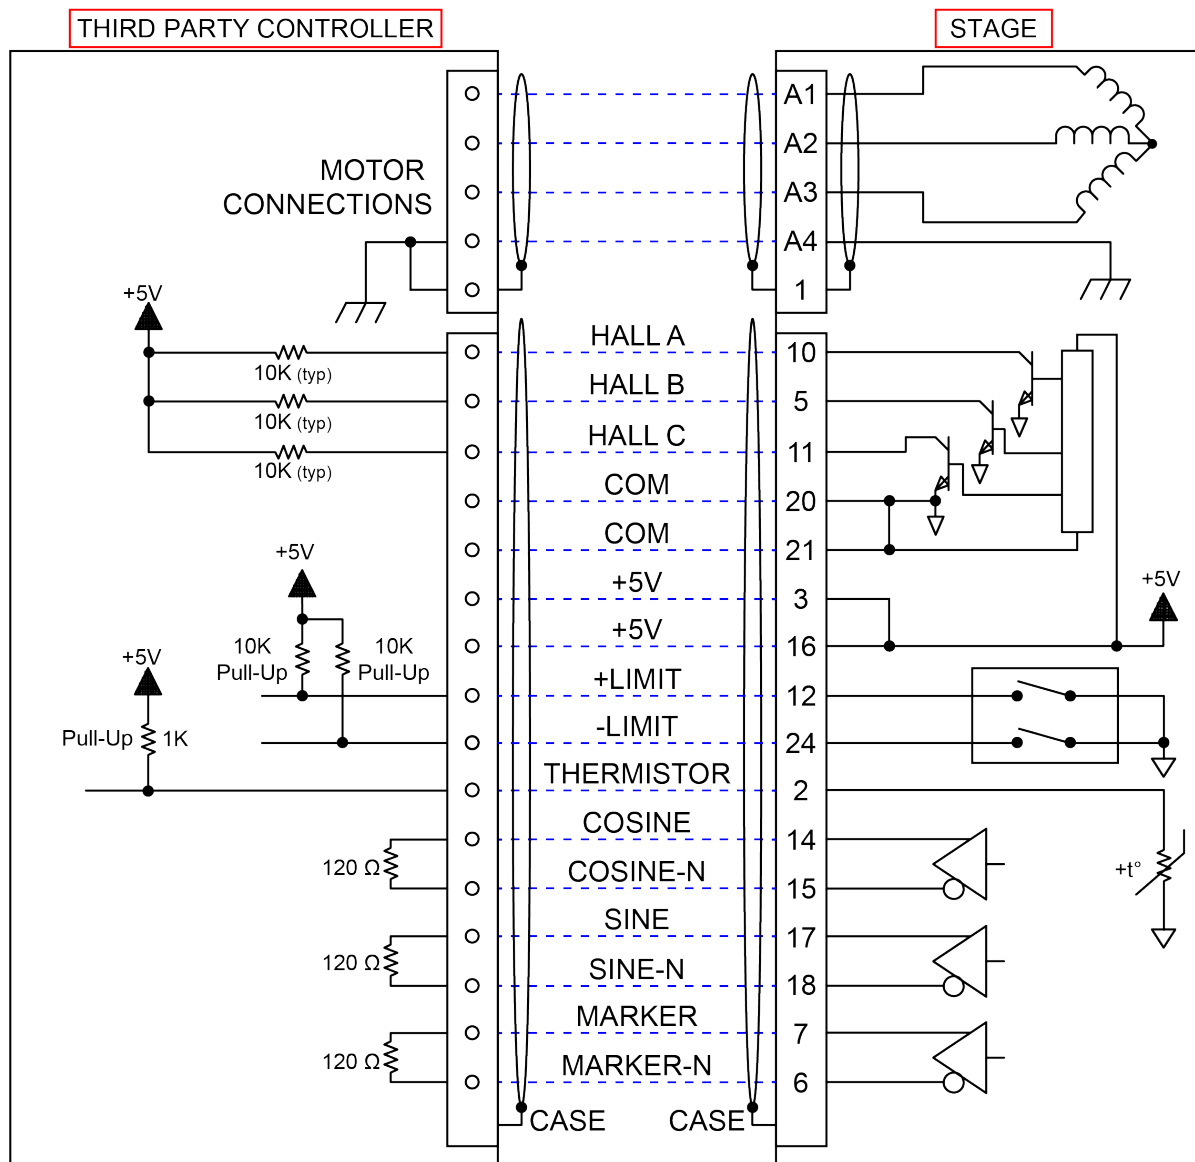 THIRD PARTY CONTROLLER
STAGE
MOTOR
CONNECTIONS
A1
A2
A3
A4
1
+5V
10K (typ)
10K (typ)
10K (typ)
HALL A
10
HALL B
5
HALL C
11
COM
20
COM
21
+5V
3
+5V
16
+5V
+5V
10K
Pull-Up
10K
Pull-Up
+5V
Pull-Up
1K
+LIMIT
12
-LIMIT
24
THERMISTOR
2
+t°
COSINE
14
120 Ω
COSINE-N
15
SINE
17
120 Ω
SINE-N
18
MARKER
7
120 Ω
MARKER-N
6
CASE
CASE